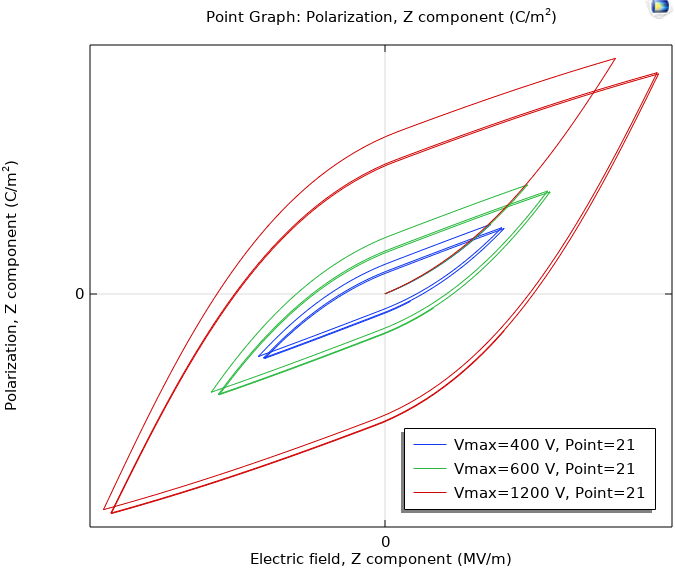 Point Graph: Polarization, Z component (C/m²)
Polarization, Z component (C/m²)
0
Vmax=400 V, Point=21
Vmax=600 V, Point=21
Vmax=1200 V, Point=21
0
Electric field, Z component (MV/m)